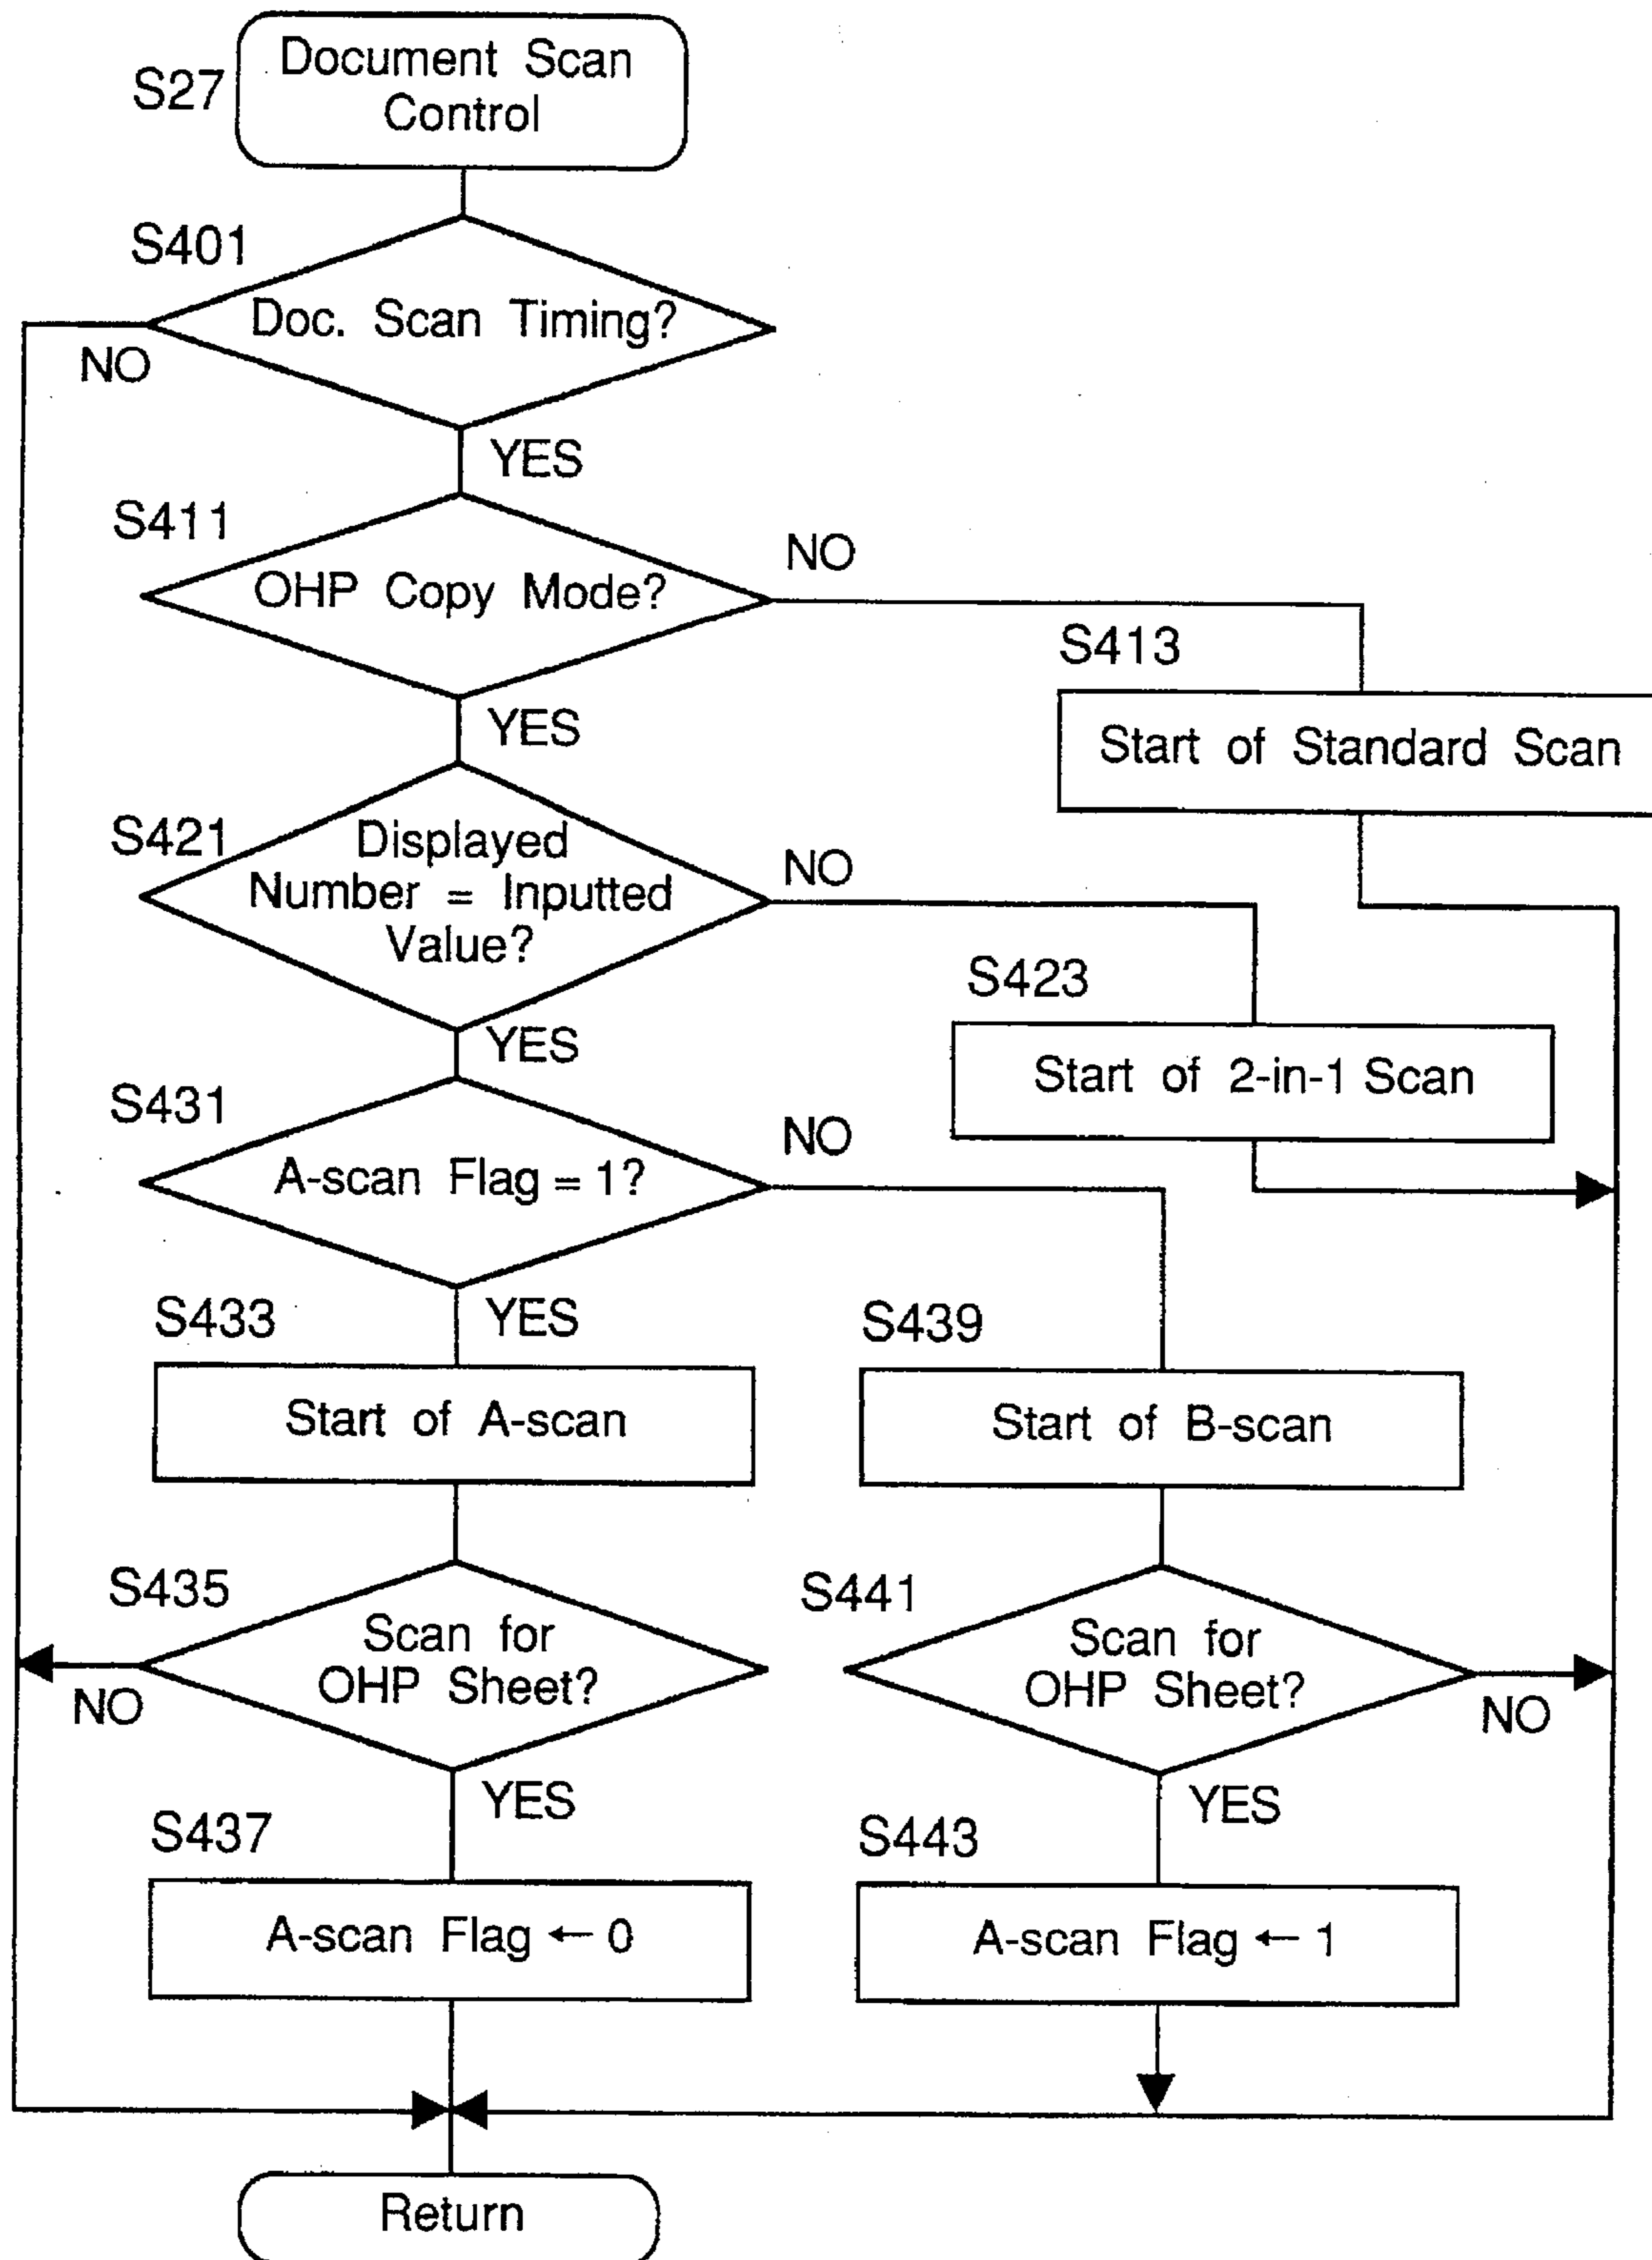 S27
Document Scan
Control
S401
Doc. Scan Timing?
NO
YES
S411
OHP Copy Mode?
NO
S413
Start of Standard Scan
YES
S421
Displayed
Number = Inputted
Value?
NO
S423
Start of 2-in-1 Scan
YES
S431
A-scan Flag = 1?
NO
YES
S433
Start of A-scan
S439
Start of B-scan
S435
Scan for
OHP Sheet?
NO
S441
Scan for
OHP Sheet?
NO
YES
YES
S437
A-scan Flag ← 0
S443
A-scan Flag ← 1
Return